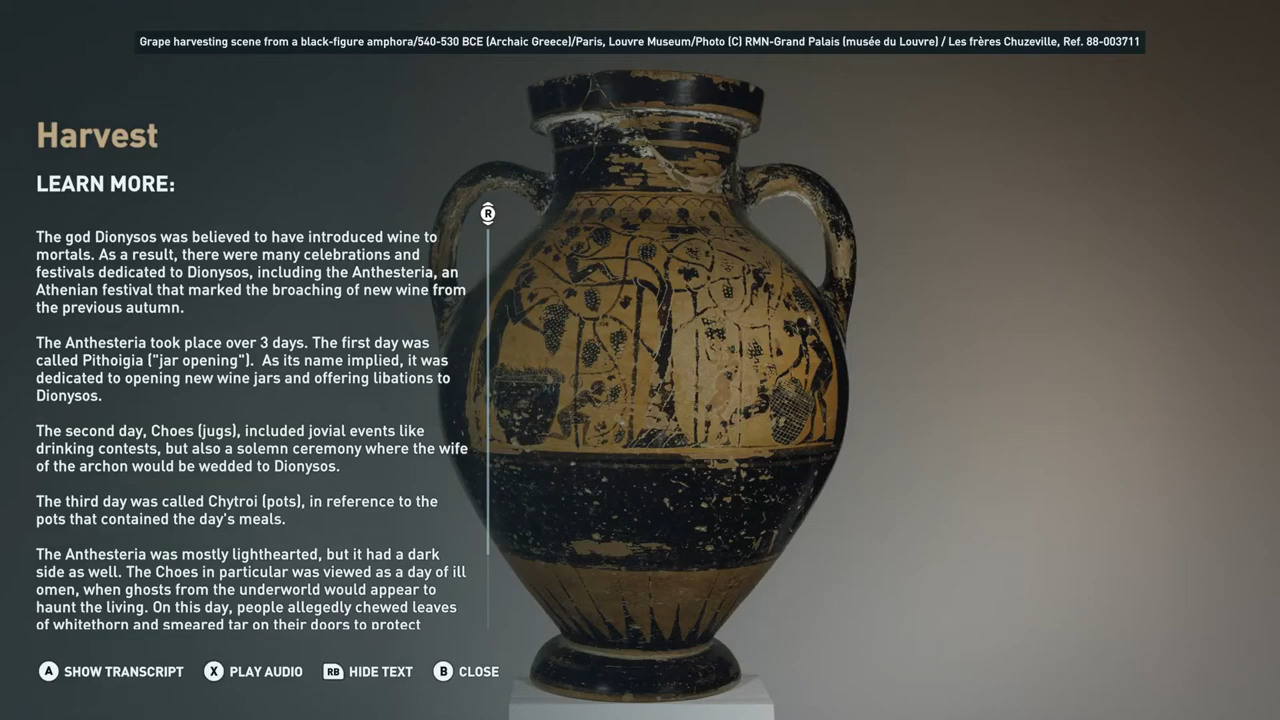 Grape harvesting scene from a black-figure amphora/540-530 BCE (Archaic Greece)/Paris, Louvre Museum/Photo (C) RMN-Grand Palais (musée du Louvre) / Les frères Chuzeville, Ref. 88-003711
Harvest
LEARN MORE:
R
The god Dionysos was believed to have introduced wine to
mortals. As a result, there were many celebrations and
festivals dedicated to Dionysos, including the Anthesteria, an
Athenian festival that marked the broaching of new wine from
the previous autumn.
The Anthesteria took place over 3 days. The first day was
called Pithoigia ("jar opening").  As its name implied, it was
dedicated to opening new wine jars and offering libations to
Dionysos.
The second day, Choes (jugs), included jovial events like
drinking contests, but also a solemn ceremony where the wife
of the archon would be wedded to Dionysos.
The third day was called Chytroi (pots), in reference to the
pots that contained the day's meals.
The Anthesteria was mostly lighthearted, but it had a dark
side as well. The Choes in particular was viewed as a day of ill
omen, when ghosts from the underworld would appear to
haunt the living. On this day, people allegedly chewed leaves
of whitethorn and smeared tar on their doors to protect
A SHOW TRANSCRIPT X PLAY AUDIO RB HIDE TEXT B CLOSE